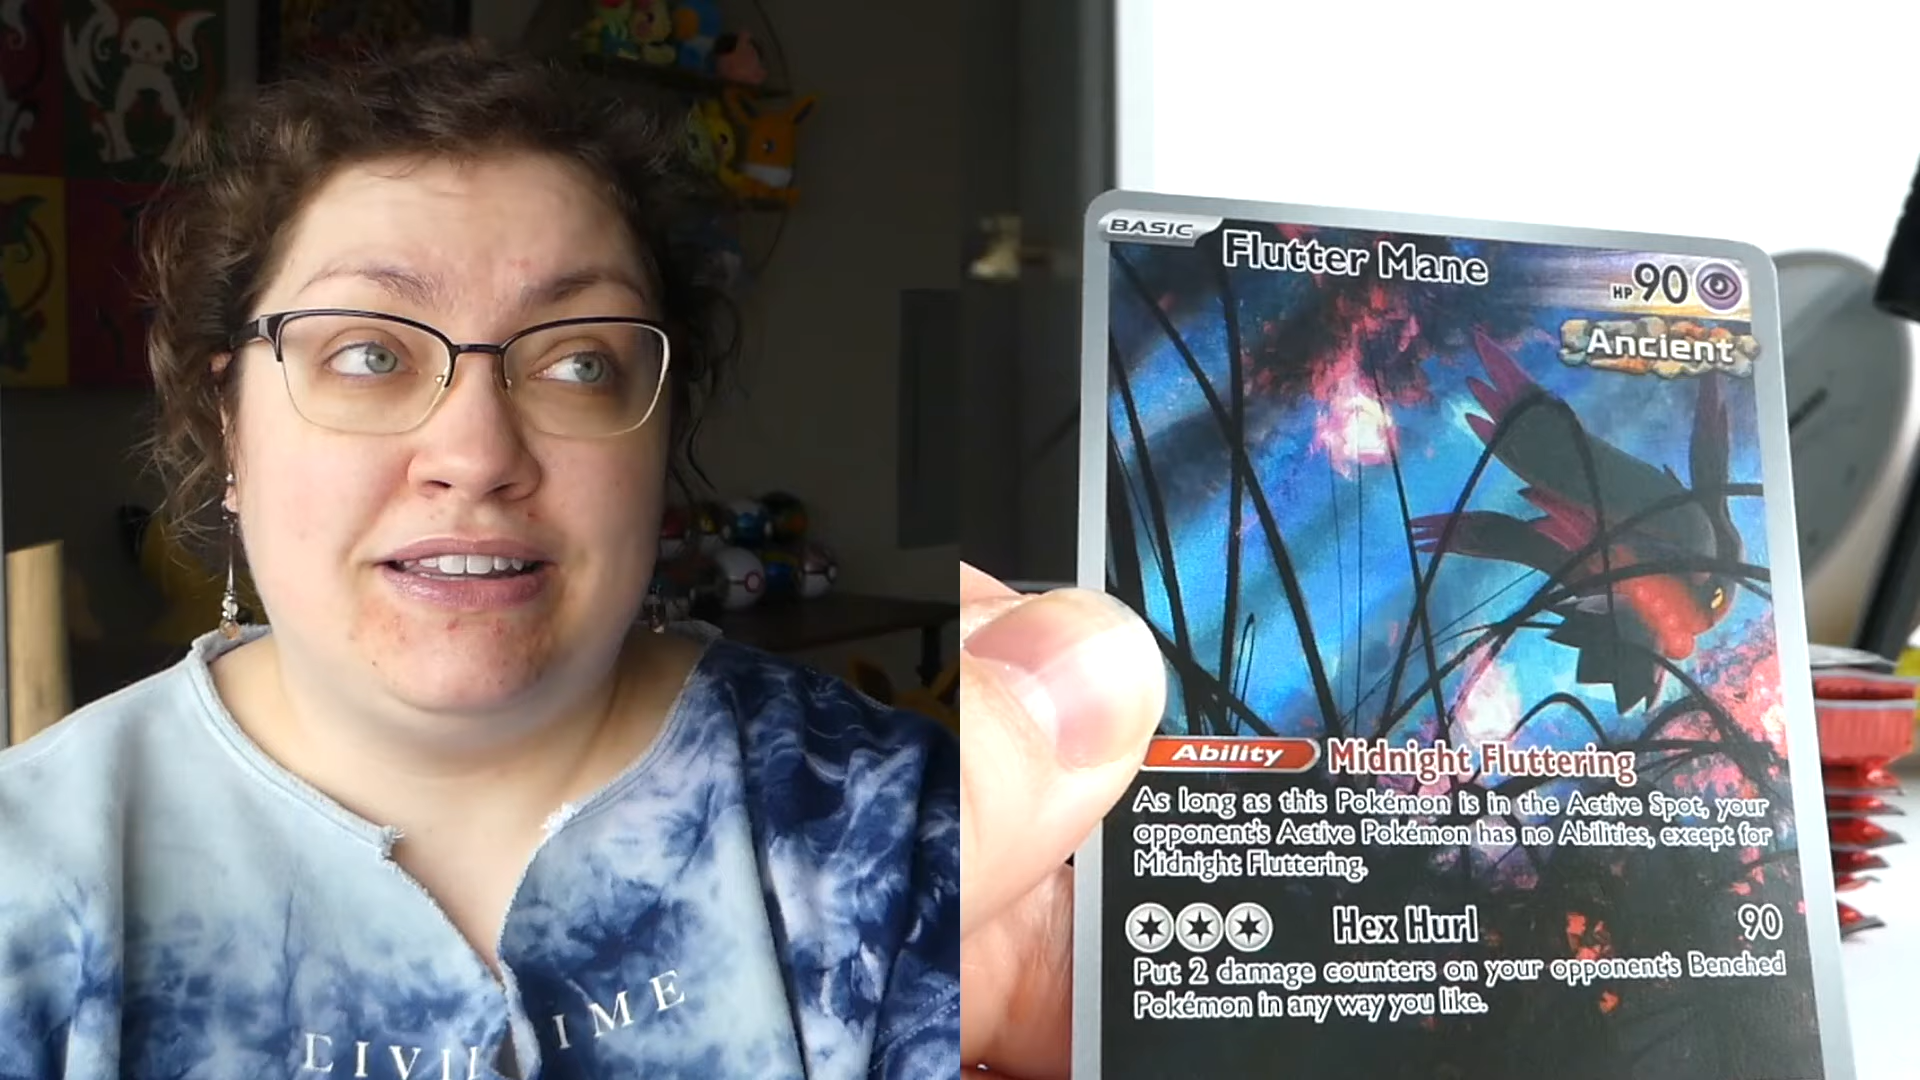 LIVIN
IME
BASIC
Flutter Mane
HP 90
Ancient
Ability Midnight Fluttering
As long as this Pokémon is in the Active Spot, your
opponent's Active Pokémon has no Abilities, except for
Midnight Fluttering.
Hex Hurl 90
Put 2 damage counters on your opponent's Benched
Pokémon in any way you like.